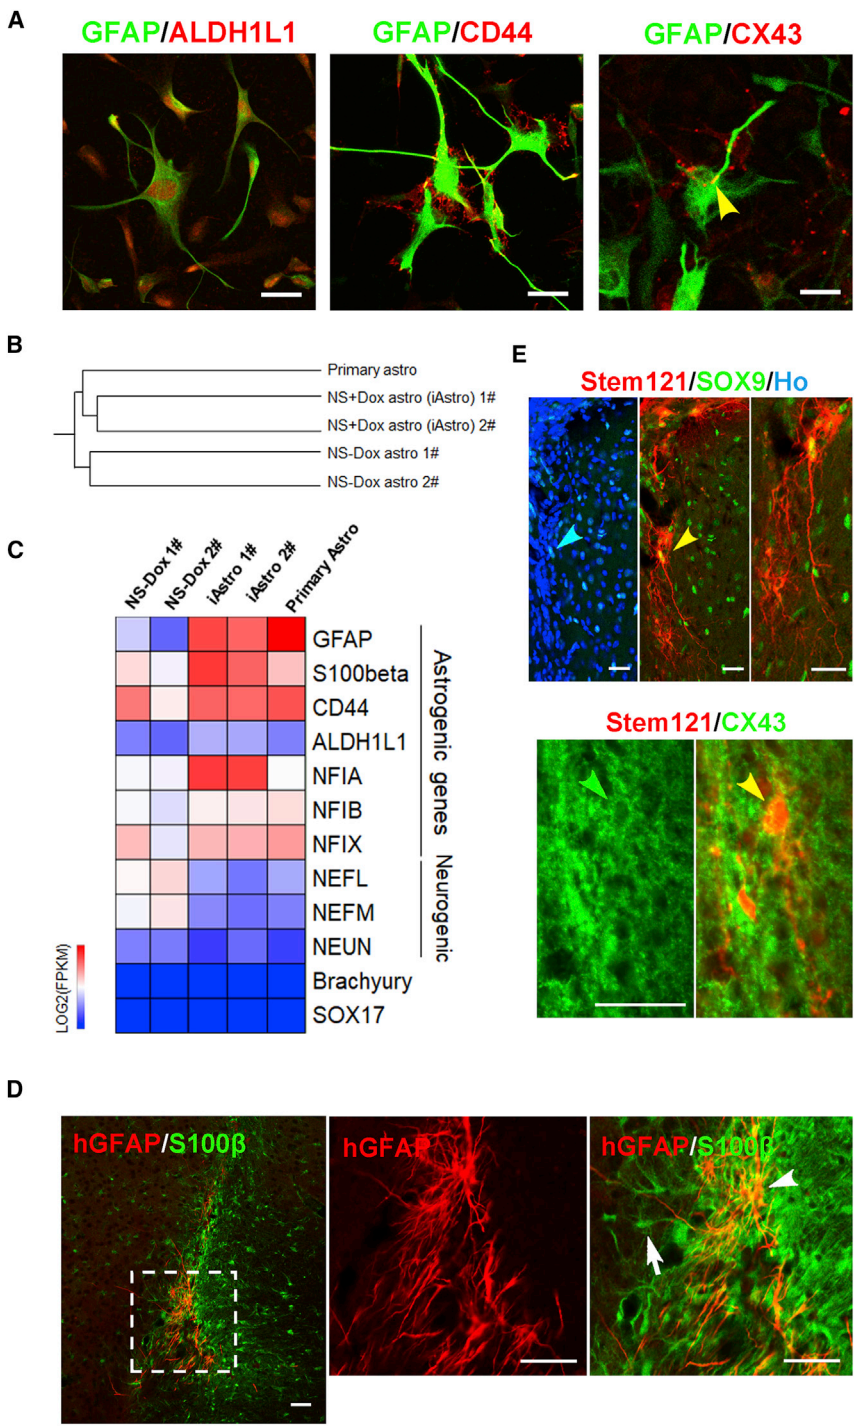 A
GFAP/ALDH1L1
GFAP/CD44
GFAP/CX43
B
Primary astro
NS+Dox astro (iAstro) 1#
NS+Dox astro (iAstro) 2#
NS-Dox astro 1#
NS-Dox astro 2#
C
NS-Dox 1#
NS-Dox 2#
iAstro 1#
iAstro 2#
Primary Astro
GFAP
S100beta
CD44
ALDH1L1
NFIA
NFIB
NFIX
NEFL
NEFM
NEUN
Brachyury
SOX17
Astrogenic genes
Neurogenic
LOG2(FPKM)
E
Stem121/SOX9/Ho
Stem121/CX43
D
hGFAP/S100β
hGFAP
hGFAP/S100β